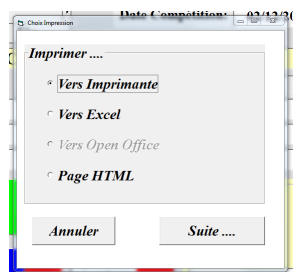 Date Compétition: 02/12/20
Choix Impression
Imprimer ....
Vers Imprimante
Vers Excel
Vers Open Office
Page HTML
Annuler
Suite ....